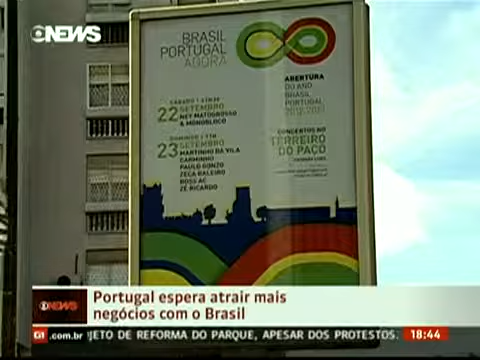 NEWS
BRASIL
PORTUGAL
AGORA
ABERTURA
DO ANO
BRASIL
PORTUGAL
SÁBADO
22 SETEMBRO
NEY MATOGROSSO
& MONOBLOCO
23 SETEMBRO
MARTINHO DA VILA
CARMINHO
PAULO GONZO
ZECA BALEIRO
BOSS AC
ZÉ RICARDO
CONCERTOS NO
TERREIRO
DO PAÇO
NEWS
Portugal espera atrair mais
negócios com o Brasil
G1 .com.br JETO DE REFORMA DO PARQUE, APESAR DOS PROTESTOS. 18:44